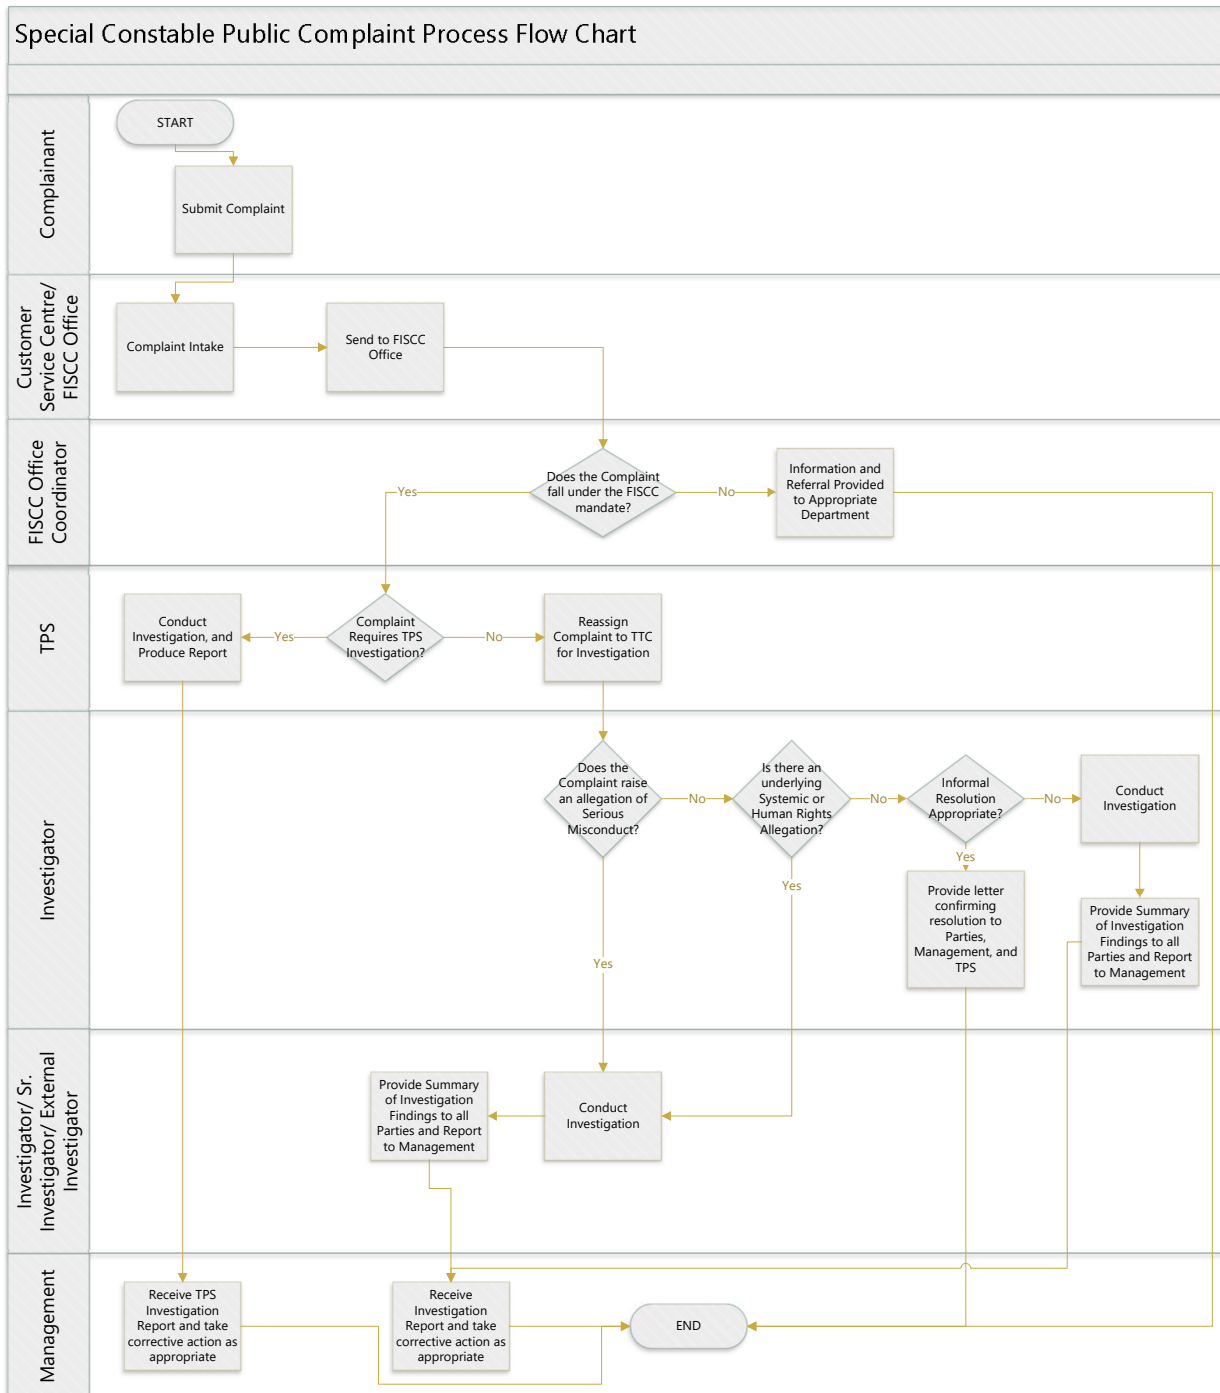 Special Constable Public Complaint Process Flow Chart
Complainant
START
Submit Complaint
Customer
Service Centre/
FISCC Office
Complaint Intake
Send to FISCC
Office
FISCC Office
Coordinator
Does the Complaint
fall under the FISCC
mandate?
Yes
No
Information and
Referral Provided
to Appropriate
Department
TPS
Conduct
Investigation, and
Produce Report
Yes
Complaint
Requires TPS
Investigation?
No
Reassign
Complaint to TTC
for Investigation
Investigator
Does the
Complaint raise
an allegation of
Serious
Misconduct?
No
Yes
Is there an
underlying
Systemic or
Human Rights
Allegation?
No
Yes
Informal
Resolution
Appropriate?
No
Yes
Conduct
Investigation
Provide letter
confirming
resolution to
Parties,
Management, and
TPS
Provide Summary
of Investigation
Findings to all
Parties and Report
to Management
Investigator/ Sr.
Investigator/ External
Investigator
Provide Summary
of Investigation
Findings to all
Parties and Report
to Management
Conduct
Investigation
Management
Receive TPS
Investigation
Report and take
corrective action as
appropriate
Receive
Investigation
Report and take
corrective action as
appropriate
END